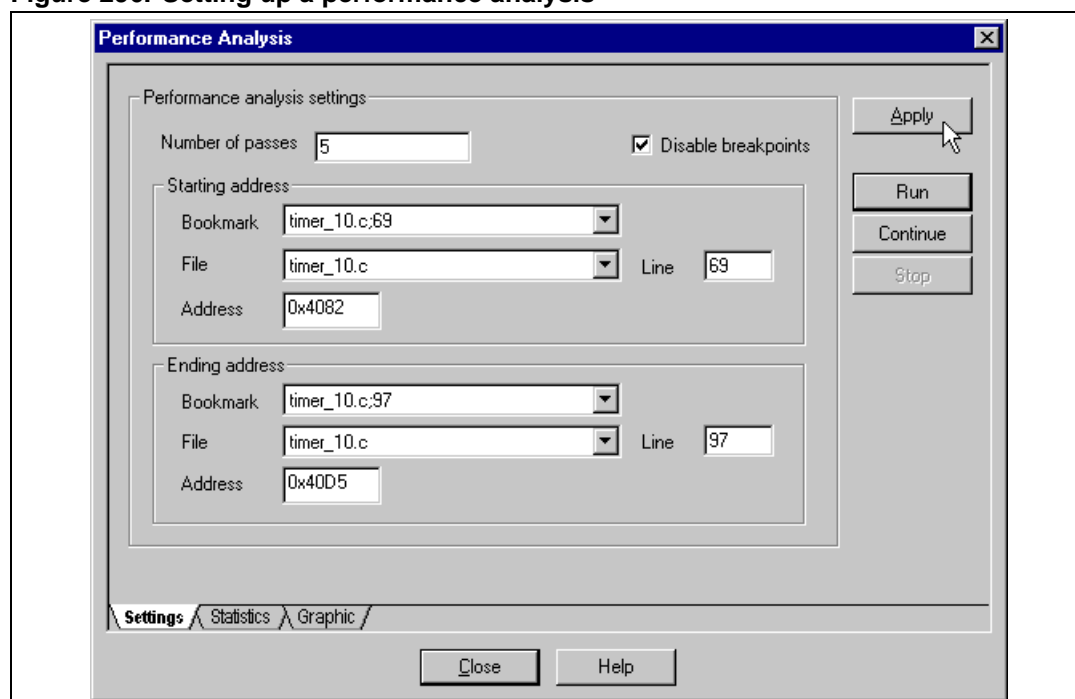 Setting up a performance analysis
Performance Analysis
Performance analysis settings
Number of passes 5 Disable breakpoints
Apply
Starting address
Run
Bookmark timer_10.c;69
Continue
File timer_10.c Line 69
Stop
Address 0x4082
Ending address
Bookmark timer_10.c;97
File timer_10.c Line 97
Address 0x40D5
Settings Statistics Graphic
Close Help